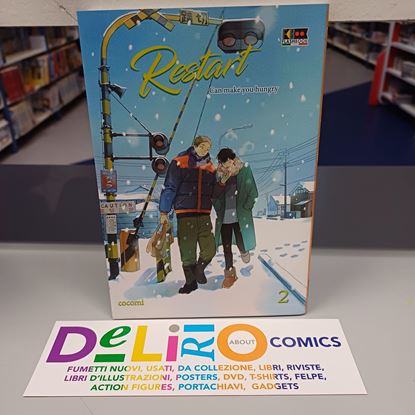 FLASHBOOK
Restart
Can make you hungry
CAUTION
cocomi
2
DeLiRiO ABOUT COMICS
FUMETTI NUOVI, USATI, DA COLLEZIONE, LIBRI, RIVISTE,
LIBRI D'ILLUSTRAZIONI, POSTERS, DVD, T-SHIRTS, FELPE,
ACTION FIGURES, PORTACHIAVI, GADGETS